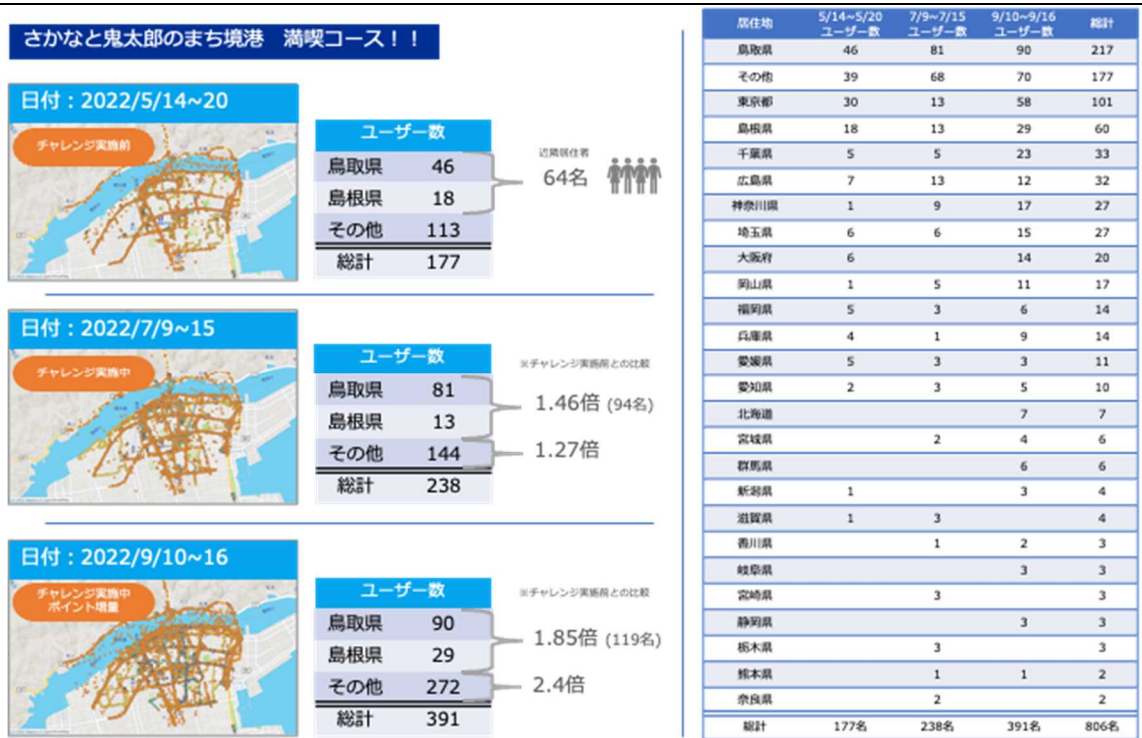 さかなと鬼太郎のまち境港　満喫コース！！
日付：2022/5/14~20
チャレンジ実施前
ユーザー数
鳥取県 46
島根県 18
その他 113
総計 177
近隣居住者
64名
日付：2022/7/9~15
チャレンジ実施中
ユーザー数
鳥取県 81
島根県 13
その他 144
総計 238
※チャレンジ実施前との比較
1.46倍 (94名)
1.27倍
日付：2022/9/10~16
チャレンジ実施中
ポイント増量
ユーザー数
鳥取県 90
島根県 29
その他 272
総計 391
※チャレンジ実施前との比較
1.85倍 (119名)
2.4倍
居住地 5/14~5/20 ユーザー数 7/9~7/15 ユーザー数 9/10~9/16 ユーザー数 総計
鳥取県 46 81 90 217
その他 39 68 70 177
東京都 30 13 58 101
島根県 18 13 29 60
千葉県 5 5 23 33
広島県 7 13 12 32
神奈川県 1 9 17 27
埼玉県 6 6 15 27
大阪府 6 14 20
岡山県 1 5 11 17
福岡県 5 3 6 14
兵庫県 4 1 9 14
愛媛県 5 3 3 11
愛知県 2 3 5 10
北海道 7 7
宮城県 2 4 6
群馬県 6 6
新潟県 1 3 4
滋賀県 1 3 4
香川県 1 2 3
岐阜県 3 3
宮崎県 3 3
静岡県 3 3
栃木県 3 3
熊本県 1 1 2
奈良県 2 2
総計 177名 238名 391名 806名